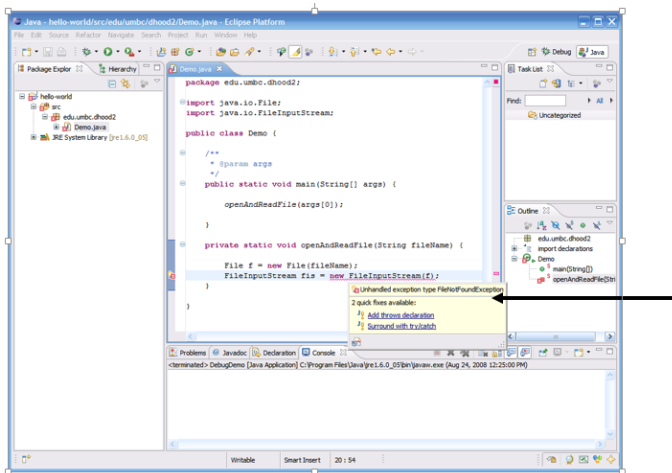 Java - hello-world/src/edu/umbc/dhood2/Demo.java - Eclipse Platform
File Edit Source Refactor Navigate Search Project Run Window Help
Debug Java
Package Explor Hierarchy
hello-world
src
edu.umbc.dhood2
Demo.java
JRE System Library [jre1.6.0_05]
Demo.java
package edu.umbc.dhood2;
import java.io.File;
import java.io.FileInputStream;
public class Demo {
/**
* @param args
*/
public static void main(String[] args) {
openAndReadFile(args[0]);
}
private static void openAndReadFile(String fileName) {
File f = new File(fileName);
FileInputStream fis = new FileInputStream(f);
}
}
Unhandled exception type FileNotFoundException
2 quick fixes available:
Add throws declaration
Surround with try/catch
Task List
Find: All
Uncategorized
Outline
edu.umbc.dhood2
import declarations
Demo
main(String[])
openAndReadFile(Stri
Problems Javadoc Declaration Console
<terminated> DebugDemo [Java Application] C:\Program Files\Java\jre1.6.0_05\bin\javaw.exe (Aug 24, 2008 12:25:00 PM)
Writable Smart Insert 20 : 54